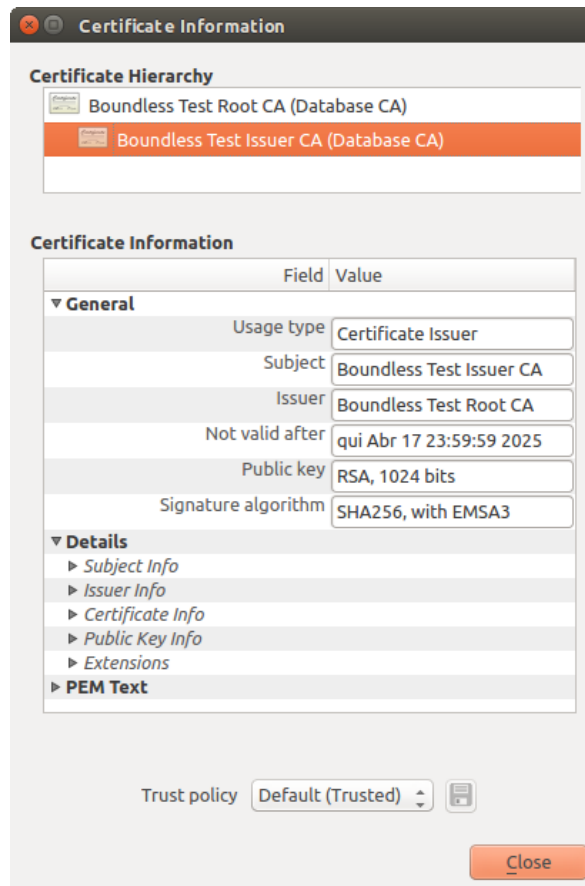 Certificate Information
Certificate Hierarchy
Boundless Test Root CA (Database CA)
Boundless Test Issuer CA (Database CA)
Certificate Information
Field Value
General
Usage type Certificate Issuer
Subject Boundless Test Issuer CA
Issuer Boundless Test Root CA
Not valid after qui Abr 17 23:59:59 2025
Public key RSA, 1024 bits
Signature algorithm SHA256, with EMSA3
Details
Subject Info
Issuer Info
Certificate Info
Public Key Info
Extensions
PEM Text
Trust policy Default (Trusted)
Close